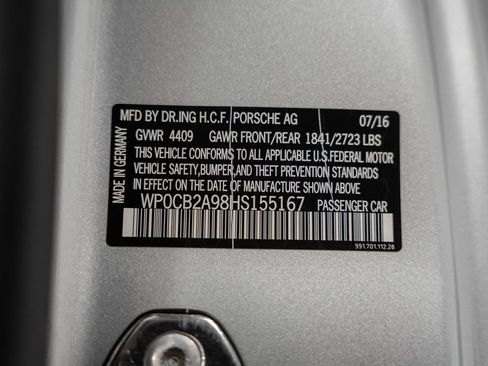 MFD BY DR.ING H.C.F. PORSCHE AG 07/16
GVWR 4409 GAWR FRONT/REAR 1841/2723 LBS
THIS VEHICLE CONFORMS TO ALL APPLICABLE U.S.FEDERAL MOTOR
VEHICLE SAFETY,BUMPER,AND THEFT PREVENTION STANDARDS
IN EFFECT ON THE DATE OF MANUFACTURE SHOWN ABOVE.
WP0CB2A98HS155167 PASSENGER CAR
991.701.112.28
MADE IN GERMANY